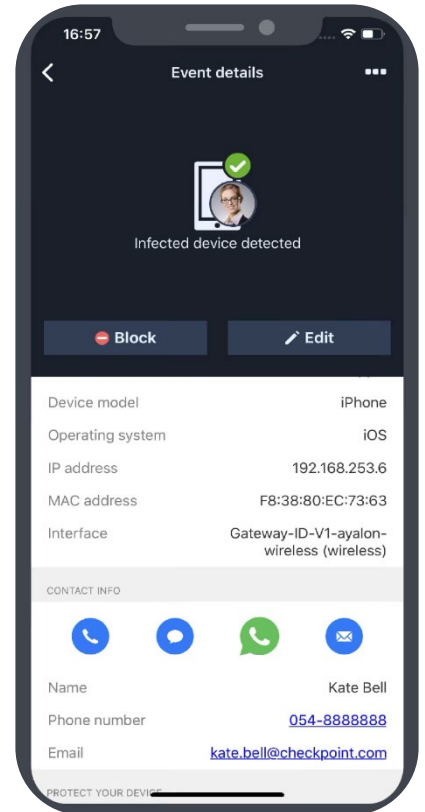 16:57
Event details
Infected device detected
Block
Edit
Device model iPhone
Operating system iOS
IP address 192.168.253.6
MAC address F8:38:80:EC:73:63
Interface Gateway-ID-V1-ayalon-
wireless (wireless)
CONTACT INFO
Name Kate Bell
Phone number 054-8888888
Email kate.bell@checkpoint.com
PROTECT YOUR DEVICE